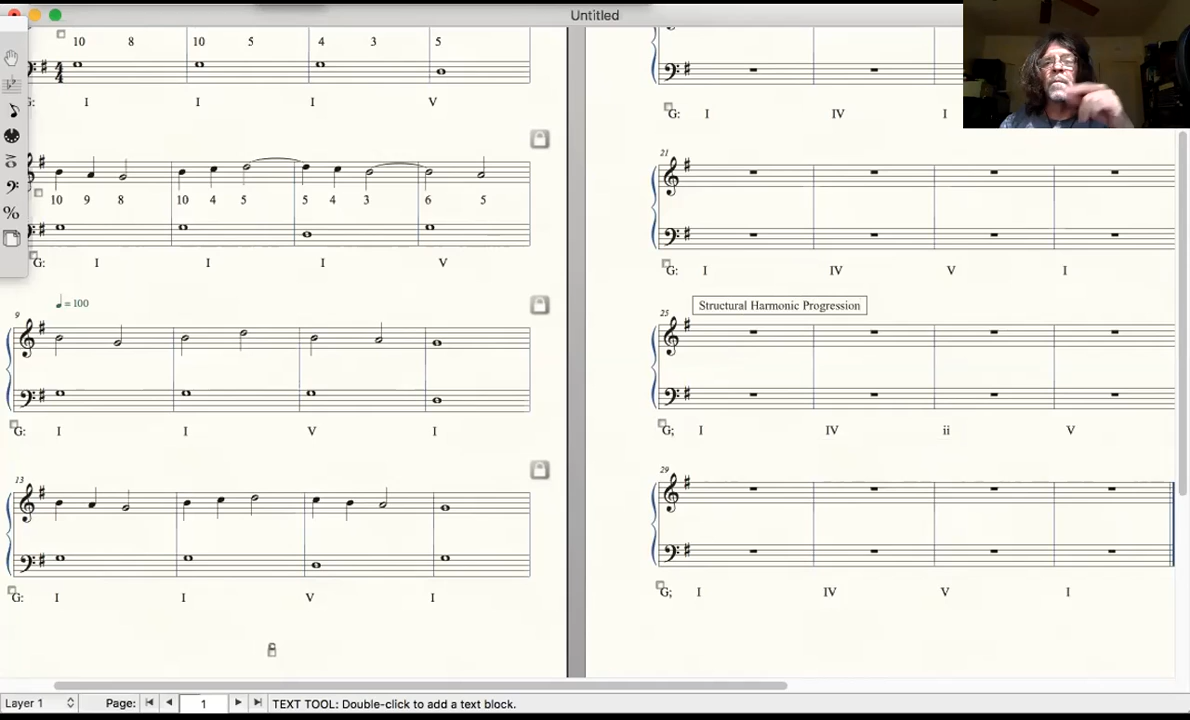 Untitled
10 8 10 5 4 3 5
4
4
G: I I I V
10 9 8 10 4 5 5 4 3 6 5
G: I I I V
= 100
9
G: I I V I
13
G: I I V I
G: I IV I
21
G: I IV V I
Structural Harmonic Progression
25
G; I IV ii V
29
G; I IV V I
Layer 1 Page: 1 TEXT TOOL: Double-click to add a text block.